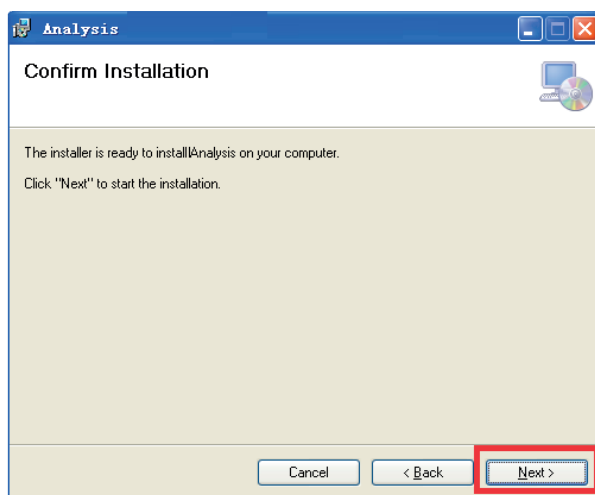 Analysis
Confirm Installation
The installer is ready to installAnalysis on your computer.
Click "Next" to start the installation.
Cancel
< Back
Next >